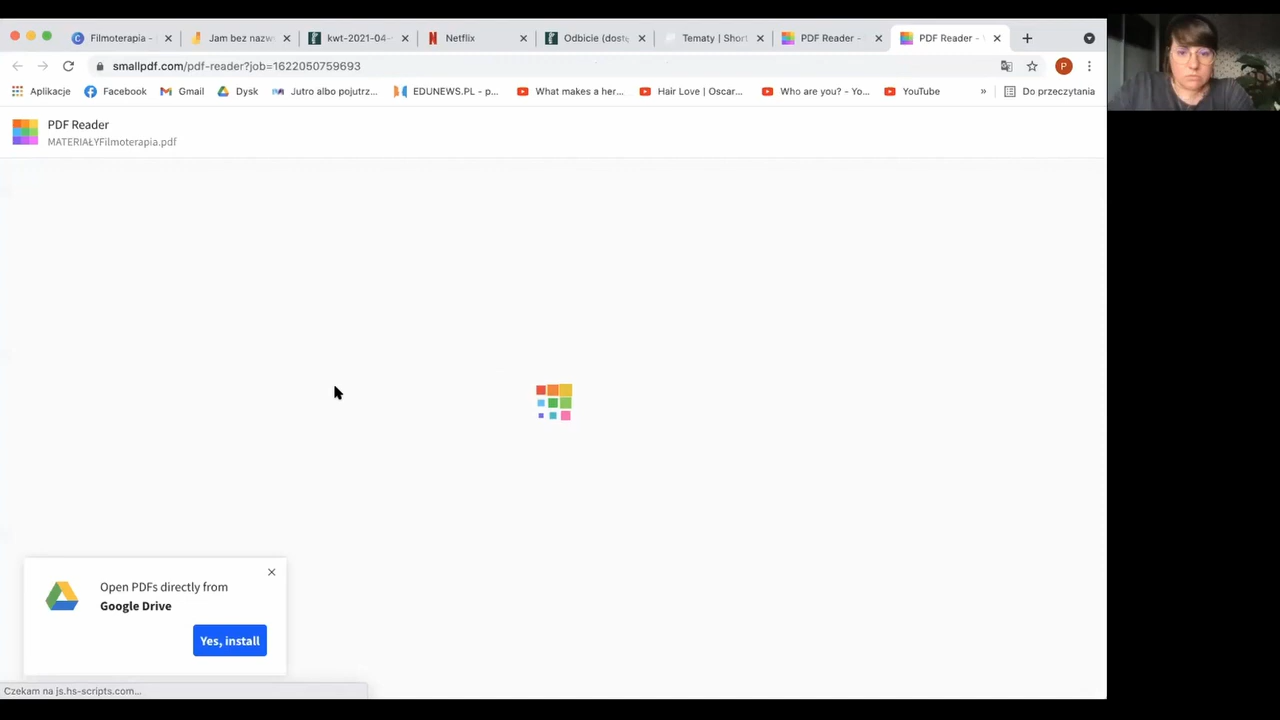 Filmoterapia -
Jam bez nazw
kwt-2021-04-
Netflix
Odbicie (dostę
Tematy | Short
PDF Reader -
PDF Reader -
smallpdf.com/pdf-reader?job=1622050759693
P
Aplikacje
Facebook
Gmail
Dysk
Jutro albo pojutrz...
EDUNEWS.PL - p...
What makes a her...
Hair Love | Oscar...
Who are you? - Yo...
YouTube
»
Do przeczytania
PDF Reader
MATERIAŁYFilmoterapia.pdf
Open PDFs directly from
Google Drive
Yes, install
Czekam na js.hs-scripts.com...